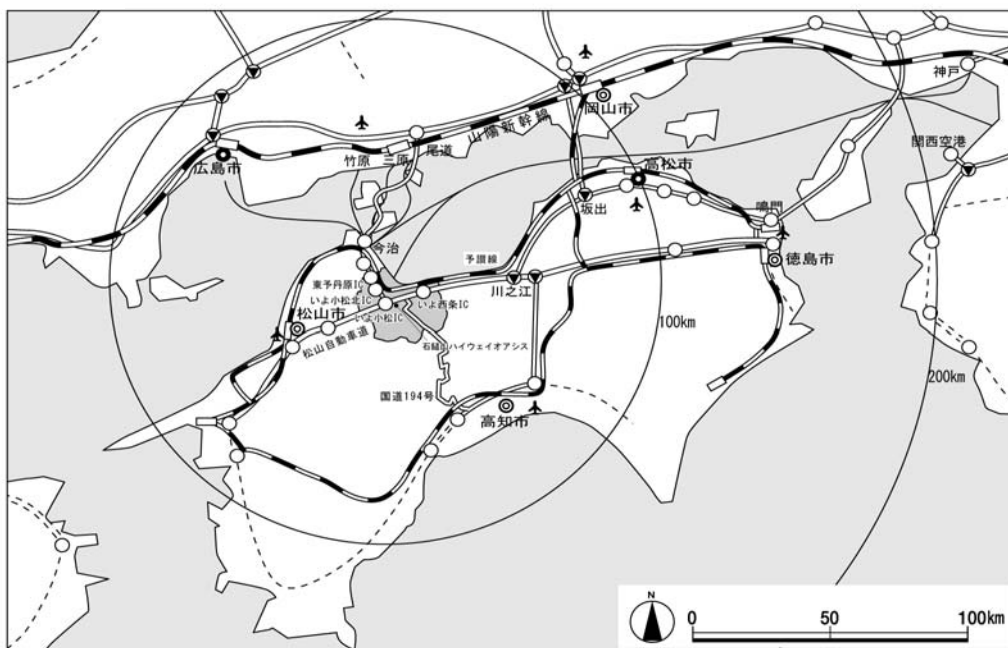 神戸
岡山市
山陽新幹線
関西空港
尾道
竹原
三原
広島市
高松市
坂出
鳴門
今治
予讃線
徳島市
東予丹原IC
川之江
いよ小松北IC
いよ西条IC
松山市
いよ小松IC
100km
松山自動車道
石鎚山ハイウェイオアシス
200km
国道194号
高知市
N
0
50
100km